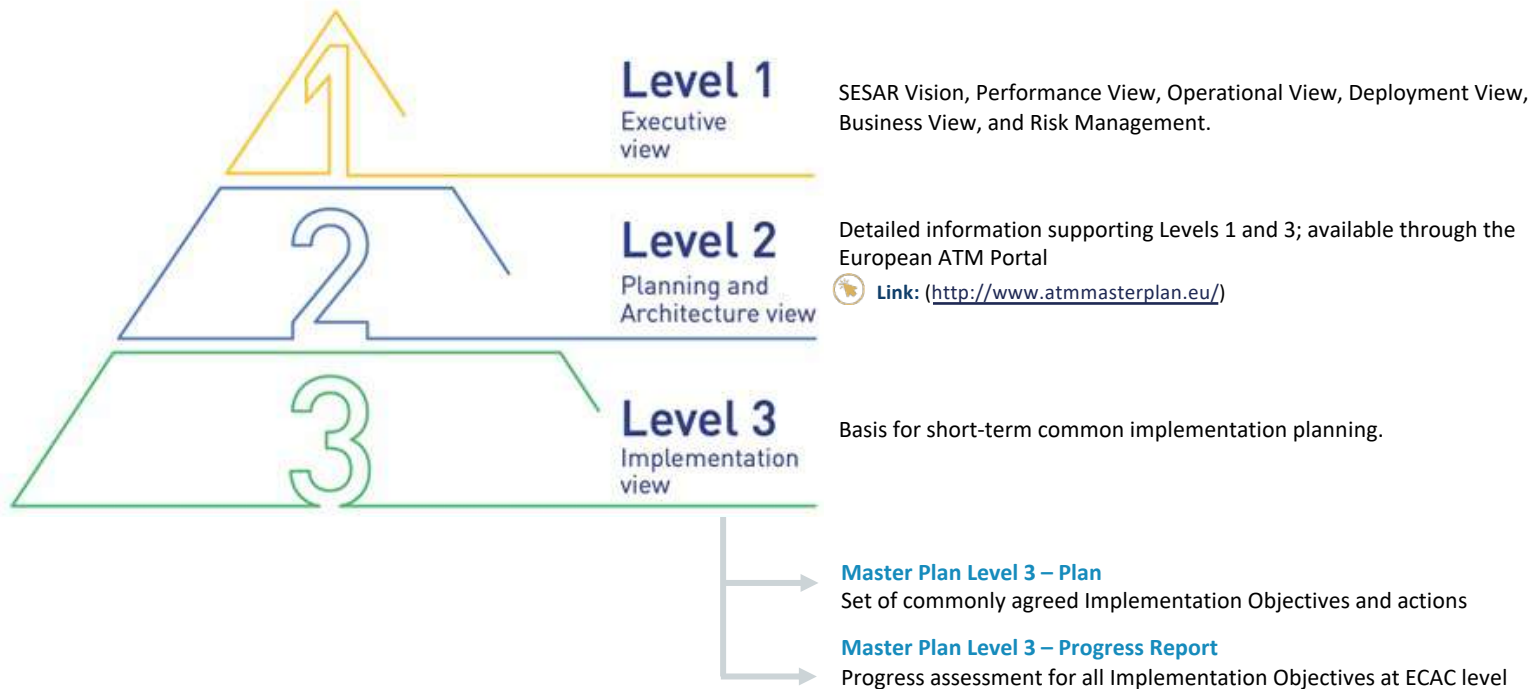 1
Level 1
Executive
view
SESAR Vision, Performance View, Operational View, Deployment View,
Business View, and Risk Management.
2
Level 2
Planning and
Architecture view
Detailed information supporting Levels 1 and 3; available through the
European ATM Portal
Link: (http://www.atmmasterplan.eu/)
3
Level 3
Implementation
view
Basis for short-term common implementation planning.
Master Plan Level 3 – Plan
Set of commonly agreed Implementation Objectives and actions
Master Plan Level 3 – Progress Report
Progress assessment for all Implementation Objectives at ECAC level